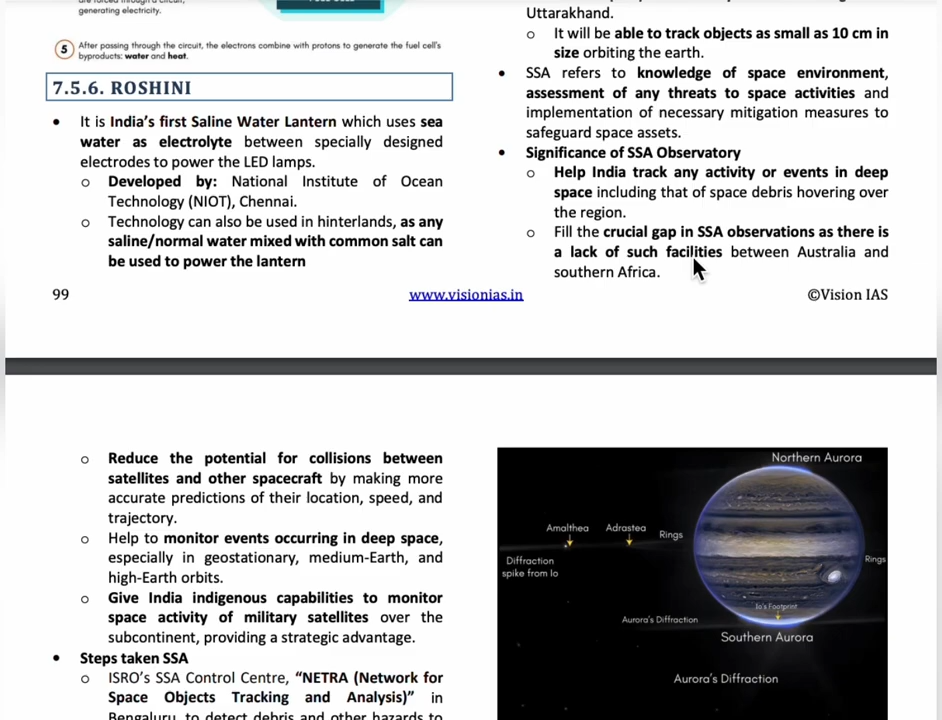 generating electricity.
5 After passing through the circuit, the electrons combine with protons to generate the fuel cell's
byproducts: water and heat.
7.5.6. ROSHINI
• It is India's first Saline Water Lantern which uses sea
water as electrolyte between specially designed
electrodes to power the LED lamps.
o Developed by: National Institute of Ocean
Technology (NIOT), Chennai.
o Technology can also be used in hinterlands, as any
saline/normal water mixed with common salt can
be used to power the lantern
Uttarakhand.
o It will be able to track objects as small as 10 cm in
size orbiting the earth.
• SSA refers to knowledge of space environment,
assessment of any threats to space activities and
implementation of necessary mitigation measures to
safeguard space assets.
• Significance of SSA Observatory
o Help India track any activity or events in deep
space including that of space debris hovering over
the region.
o Fill the crucial gap in SSA observations as there is
a lack of such facilities between Australia and
southern Africa.
99 www.visionias.in ©Vision IAS
o Reduce the potential for collisions between
satellites and other spacecraft by making more
accurate predictions of their location, speed, and
trajectory.
o Help to monitor events occurring in deep space,
especially in geostationary, medium-Earth, and
high-Earth orbits.
o Give India indigenous capabilities to monitor
space activity of military satellites over the
subcontinent, providing a strategic advantage.
• Steps taken SSA
o ISRO's SSA Control Centre, "NETRA (Network for
Space Objects Tracking and Analysis)" in
Bengaluru, to detect debris and other hazards to
Northern Aurora
Amalthea Adrastea Rings
Diffraction
spike from Io
Rings
Io's Footprint
Aurora's Diffraction
Southern Aurora
Aurora's Diffraction